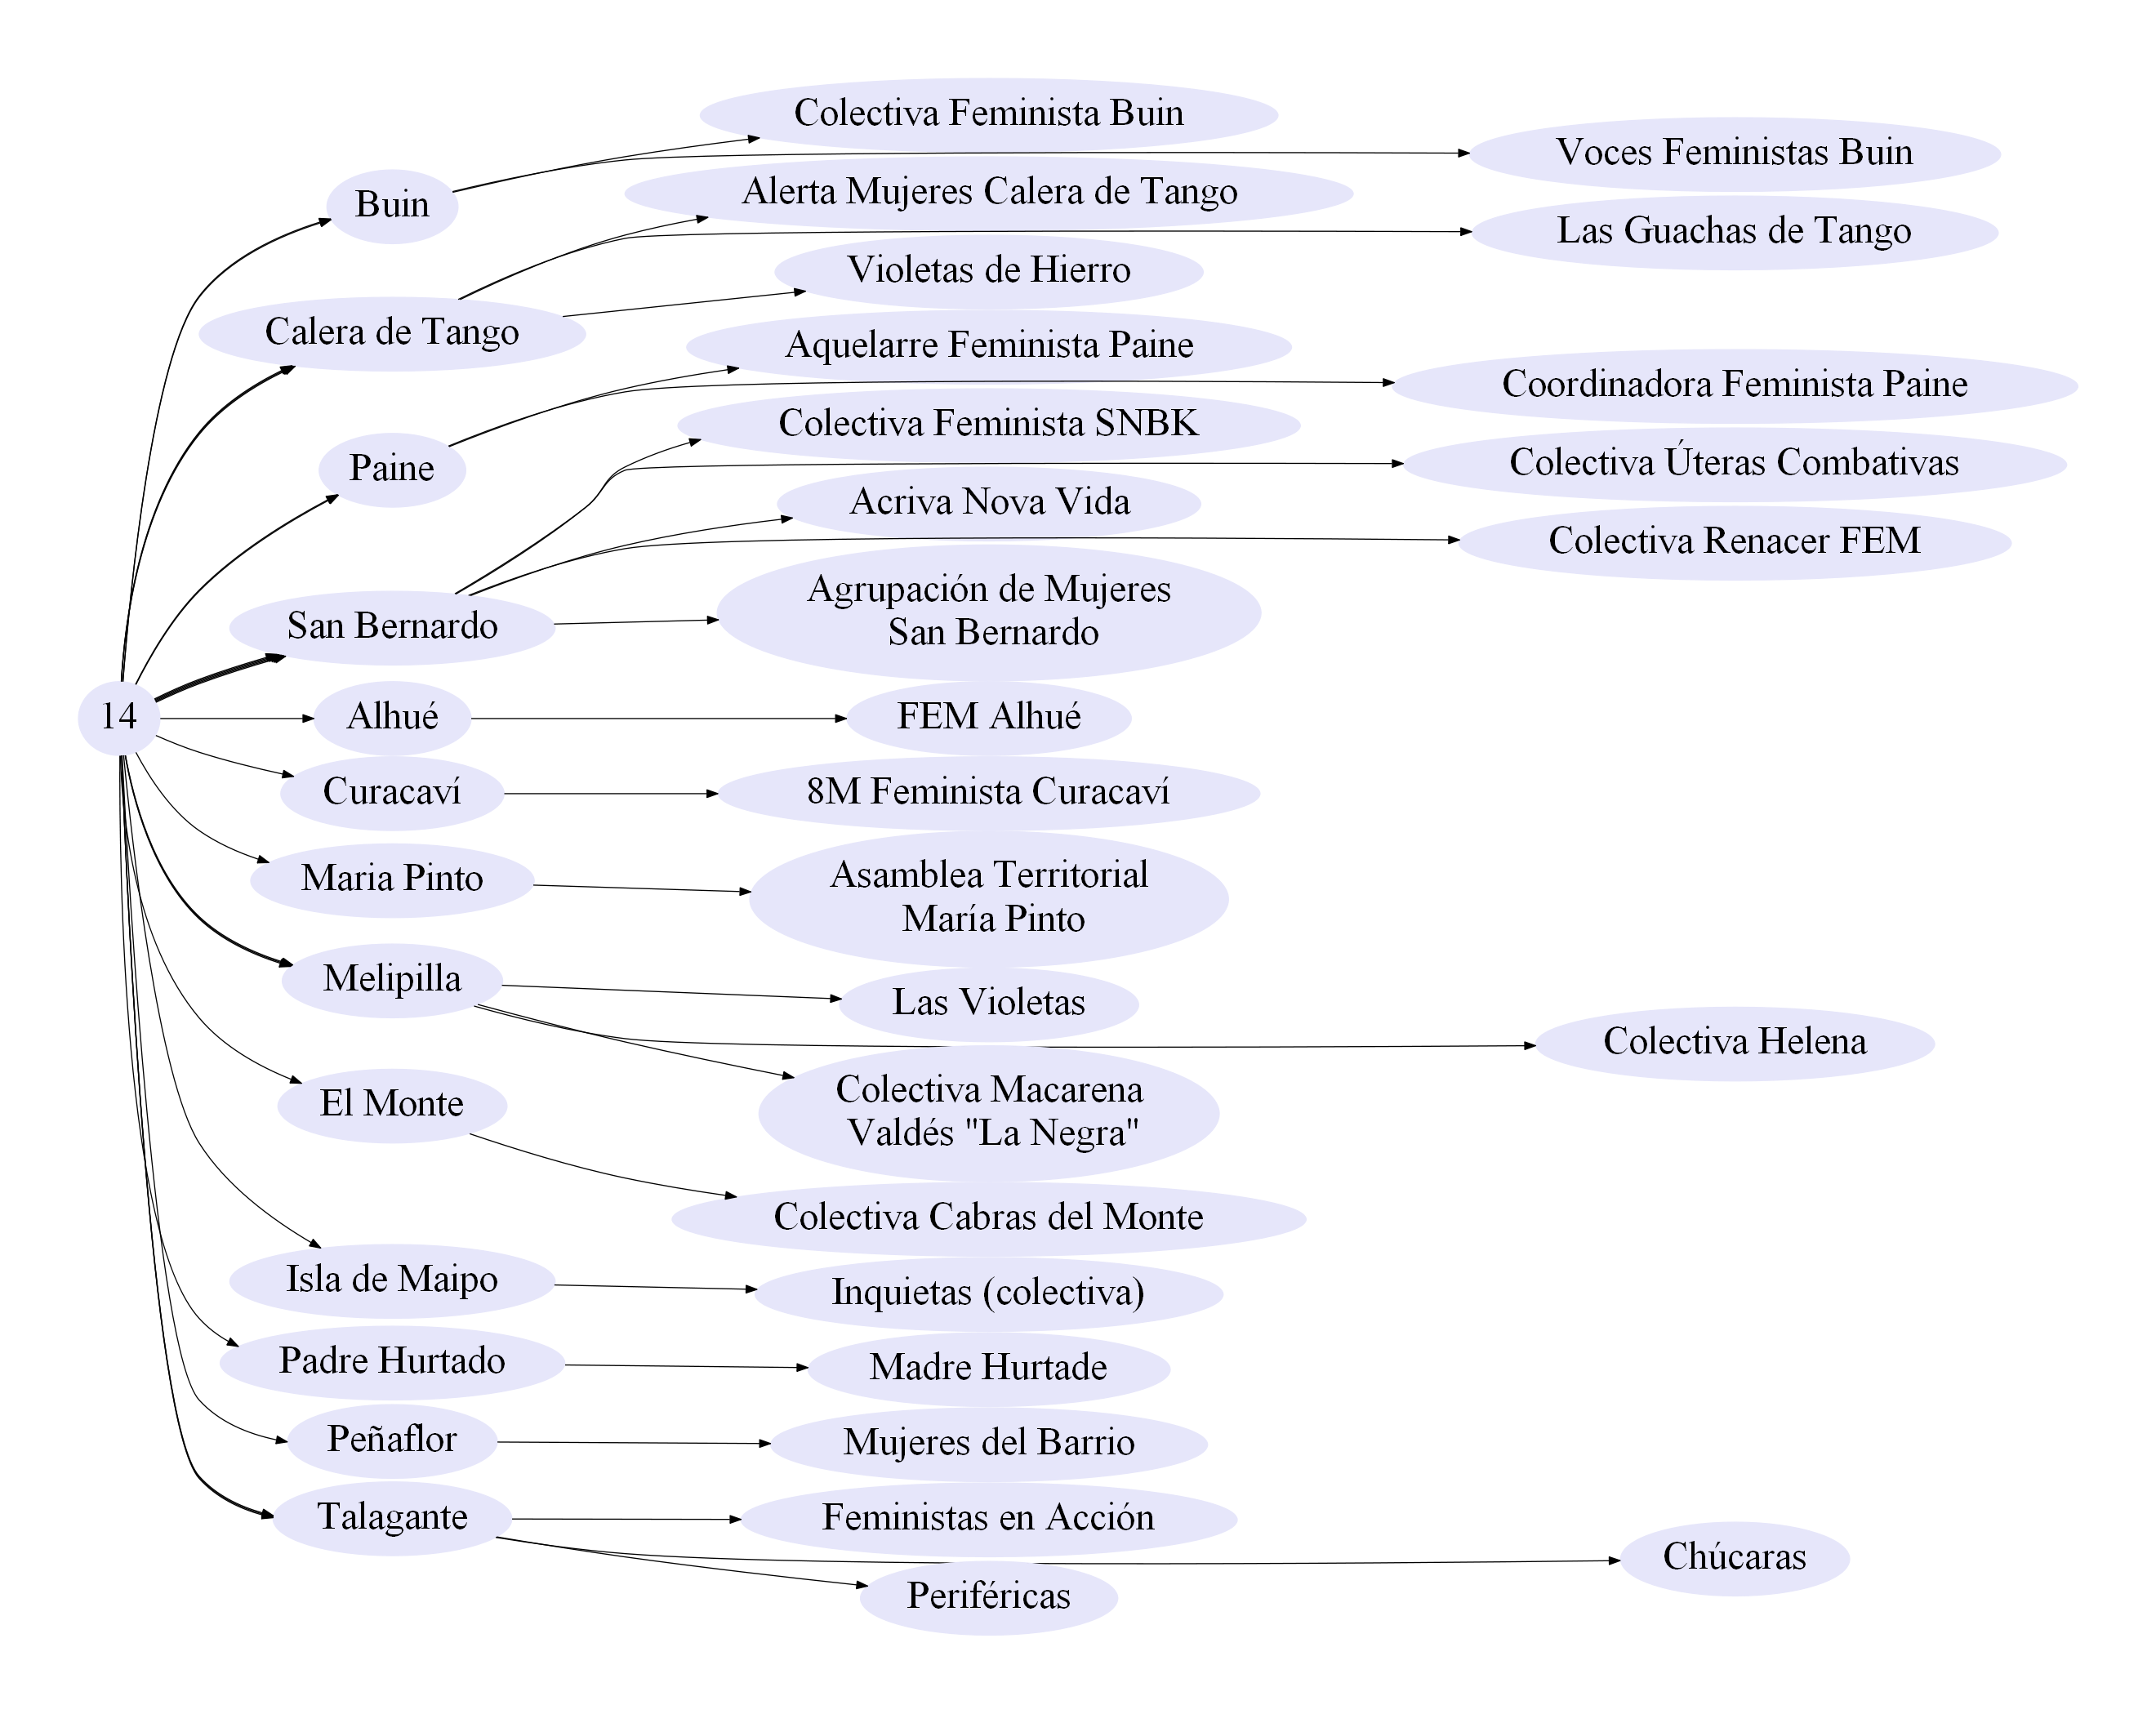 Colectiva Feminista Buin
Voces Feministas Buin
Buin
Alerta Mujeres Calera de Tango
Las Guachas de Tango
Violetas de Hierro
Calera de Tango
Aquelarre Feminista Paine
Coordinadora Feminista Paine
Colectiva Feminista SNBK
Paine
Colectiva Úteras Combativas
Acriva Nova Vida
Colectiva Renacer FEM
Agrupación de Mujeres
San Bernardo
San Bernardo
14
Alhué
FEM Alhué
Curacaví
8M Feminista Curacaví
Maria Pinto
Asamblea Territorial
María Pinto
Melipilla
Las Violetas
Colectiva Helena
Colectiva Macarena
Valdés "La Negra"
El Monte
Colectiva Cabras del Monte
Isla de Maipo
Inquietas (colectiva)
Padre Hurtado
Madre Hurtade
Peñaflor
Mujeres del Barrio
Talagante
Feministas en Acción
Chúcaras
Periféricas